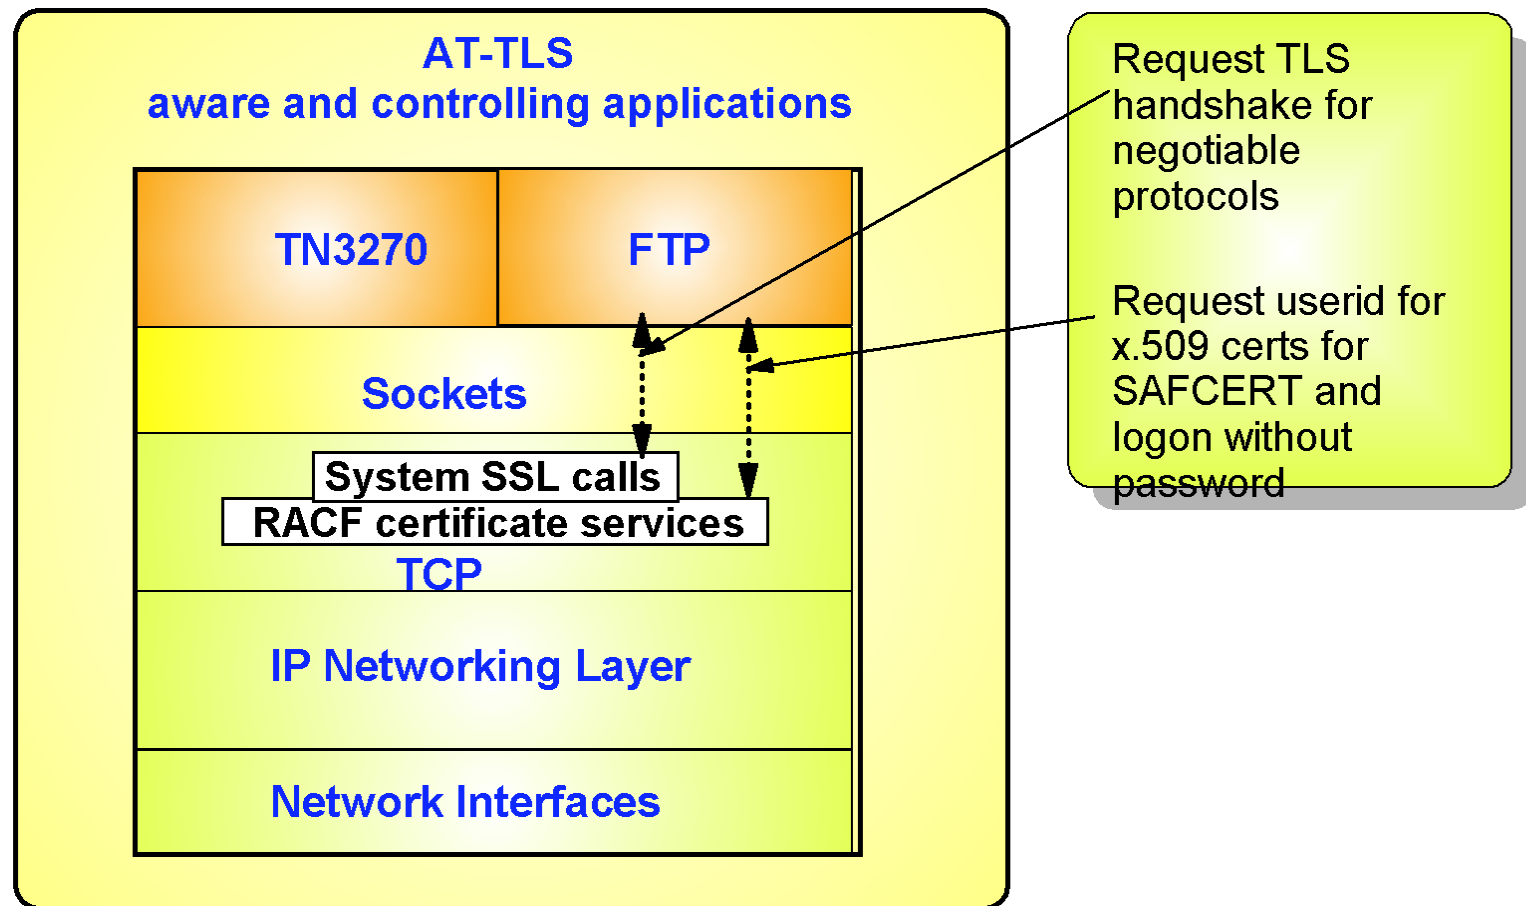 AT-TLS
aware and controlling applications
TN3270
FTP
Sockets
System SSL calls
RACF certificate services
TCP
IP Networking Layer
Network Interfaces
Request TLS
handshake for
negotiable
protocols
Request userid for
x.509 certs for
SAFCERT and
logon without
password